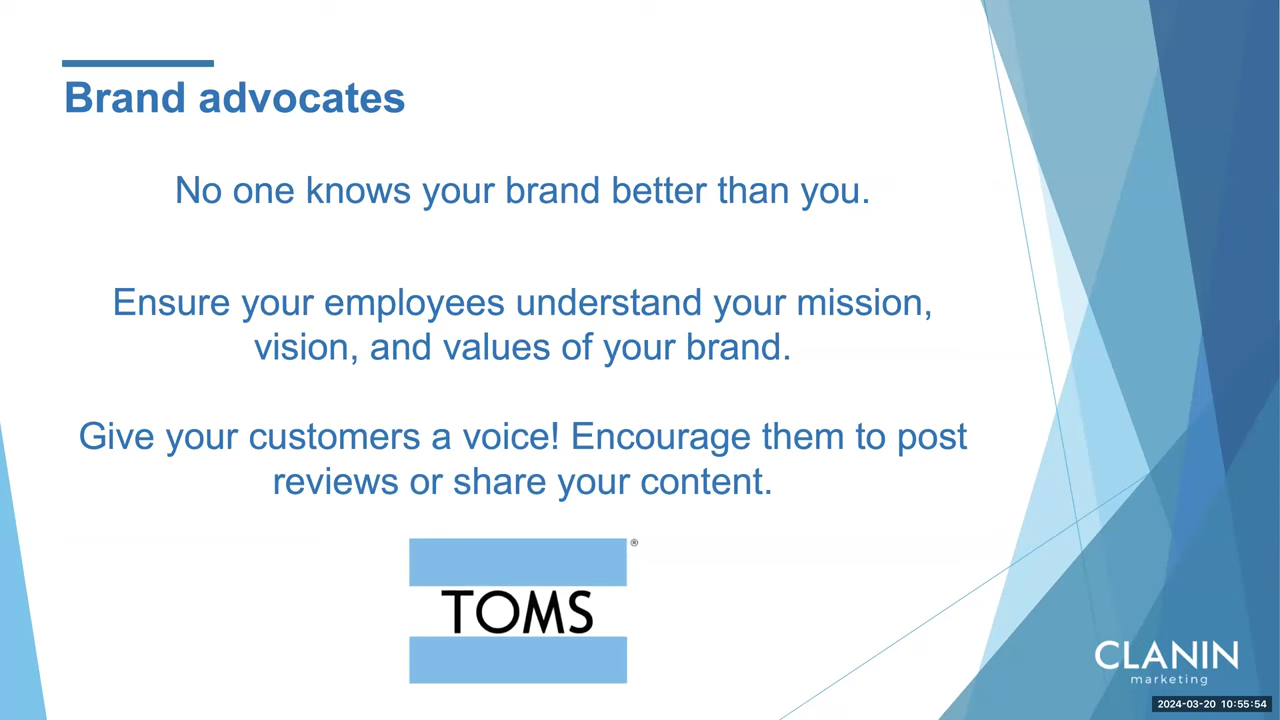 Brand advocates
No one knows your brand better than you.
Ensure your employees understand your mission,
vision, and values of your brand.
Give your customers a voice! Encourage them to post
reviews or share your content.
®
TOMS
CLANIN
marketing
2024-03-20 10:55:54